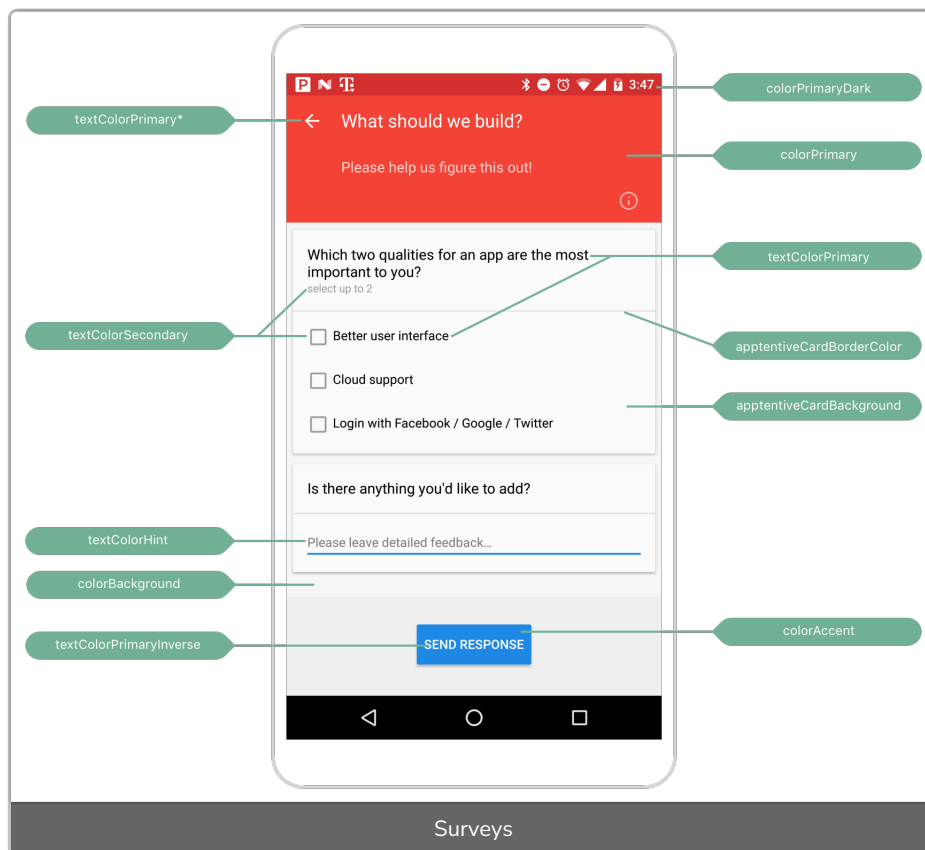 3:47
colorPrimaryDark
textColorPrimary*
What should we build?
colorPrimary
Please help us figure this out!
Which two qualities for an app are the most
important to you?
select up to 2
textColorPrimary
textColorSecondary
Better user interface
apptentiveCardBorderColor
Cloud support
apptentiveCardBackground
Login with Facebook / Google / Twitter
Is there anything you'd like to add?
textColorHint
Please leave detailed feedback...
colorBackground
textColorPrimaryInverse
SEND RESPONSE
colorAccent
Surveys